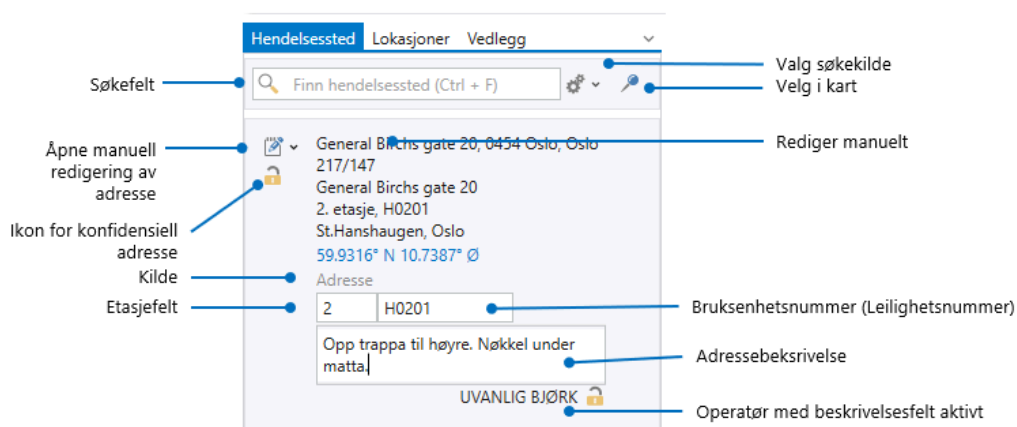 Hendelsessted Lokasjoner Vedlegg
Valg søkekilde
Søkefelt
Finn hendelsessted (Ctrl + F)
Velg i kart
Åpne manuell
redigering av
adresse
General Birchs gate 20, 0454 Oslo, Oslo
Rediger manuelt
217/147
General Birchs gate 20
2. etasje, H0201
Ikon for konfidensiell
adresse
St.Hanshaugen, Oslo
59.9316° N 10.7387° Ø
Kilde
Adresse
Etasjefelt
2
H0201
Bruksenhetsnummer (Leilighetsnummer)
Opp trappa til høyre. Nøkkel under
matta.
Adressebeksrivelse
UVANLIG BJØRK
Operatør med beskrivelsesfelt aktivt